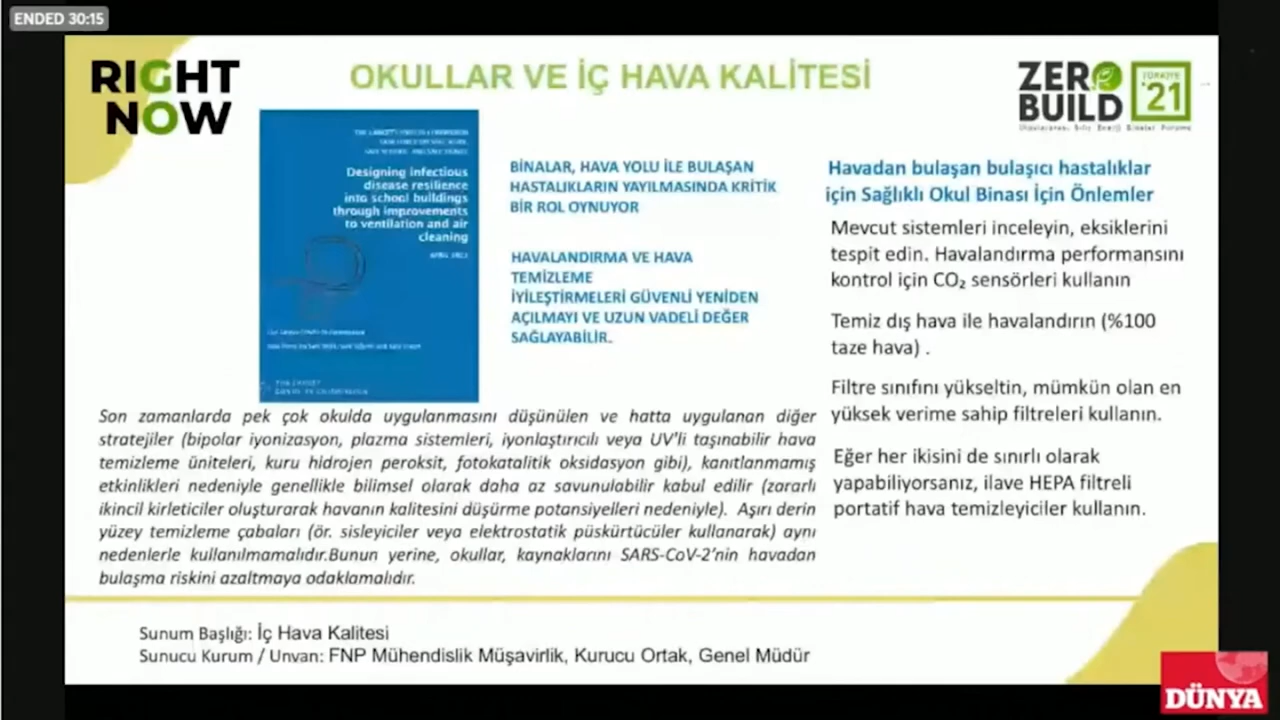 ENDED 30:15
RIGHT
NOW
OKULLAR VE İÇ HAVA KALİTESİ
ZERO
BUILD
TÜRKİYE
'21
Designing infectious
disease resilience
into school buildings
through improvements
to ventilation and air
cleaning
BİNALAR, HAVA YOLU İLE BULAŞAN
HASTALIKLARIN YAYILMASINDA KRİTİK
BİR ROL OYNUYOR
HAVALANDIRMA VE HAVA
TEMİZLEME
İYİLEŞTİRMELERİ GÜVENLİ YENİDEN
AÇILMAYI VE UZUN VADELİ DEĞER
SAĞLAYABİLİR.
Havadan bulaşan bulaşıcı hastalıklar
için Sağlıklı Okul Binası İçin Önlemler
Mevcut sistemleri inceleyin, eksiklerini
tespit edin. Havalandırma performansını
kontrol için CO₂ sensörleri kullanın
Temiz dış hava ile havalandırın (%100
taze hava) .
Filtre sınıfını yükseltin, mümkün olan en
yüksek verime sahip filtreleri kullanın.
Eğer her ikisini de sınırlı olarak
yapabiliyorsanız, ilave HEPA filtreli
portatif hava temizleyiciler kullanın.
Son zamanlarda pek çok okulda uygulanmasını düşünülen ve hatta uygulanan diğer
stratejiler (bipolar iyonizasyon, plazma sistemleri, iyonlaştırıcılı veya UV'li taşınabilir hava
temizleme üniteleri, kuru hidrojen peroksit, fotokatalitik oksidasyon gibi), kanıtlanmamış
etkinlikleri nedeniyle genellikle bilimsel olarak daha az savunulabilir kabul edilir (zararlı
ikincil kirleticiler oluşturarak havanın kalitesini düşürme potansiyelleri nedeniyle). Aşırı derin
yüzey temizleme çabaları (ör. sisleyiciler veya elektrostatik püskürtücüler kullanarak) aynı
nedenlerle kullanılmamalıdır.Bunun yerine, okullar, kaynaklarını SARS-CoV-2'nin havadan
bulaşma riskini azaltmaya odaklamalıdır.
Sunum Başlığı: İç Hava Kalitesi
Sunucu Kurum / Unvan: FNP Mühendislik Müşavirlik, Kurucu Ortak, Genel Müdür
DÜNYA